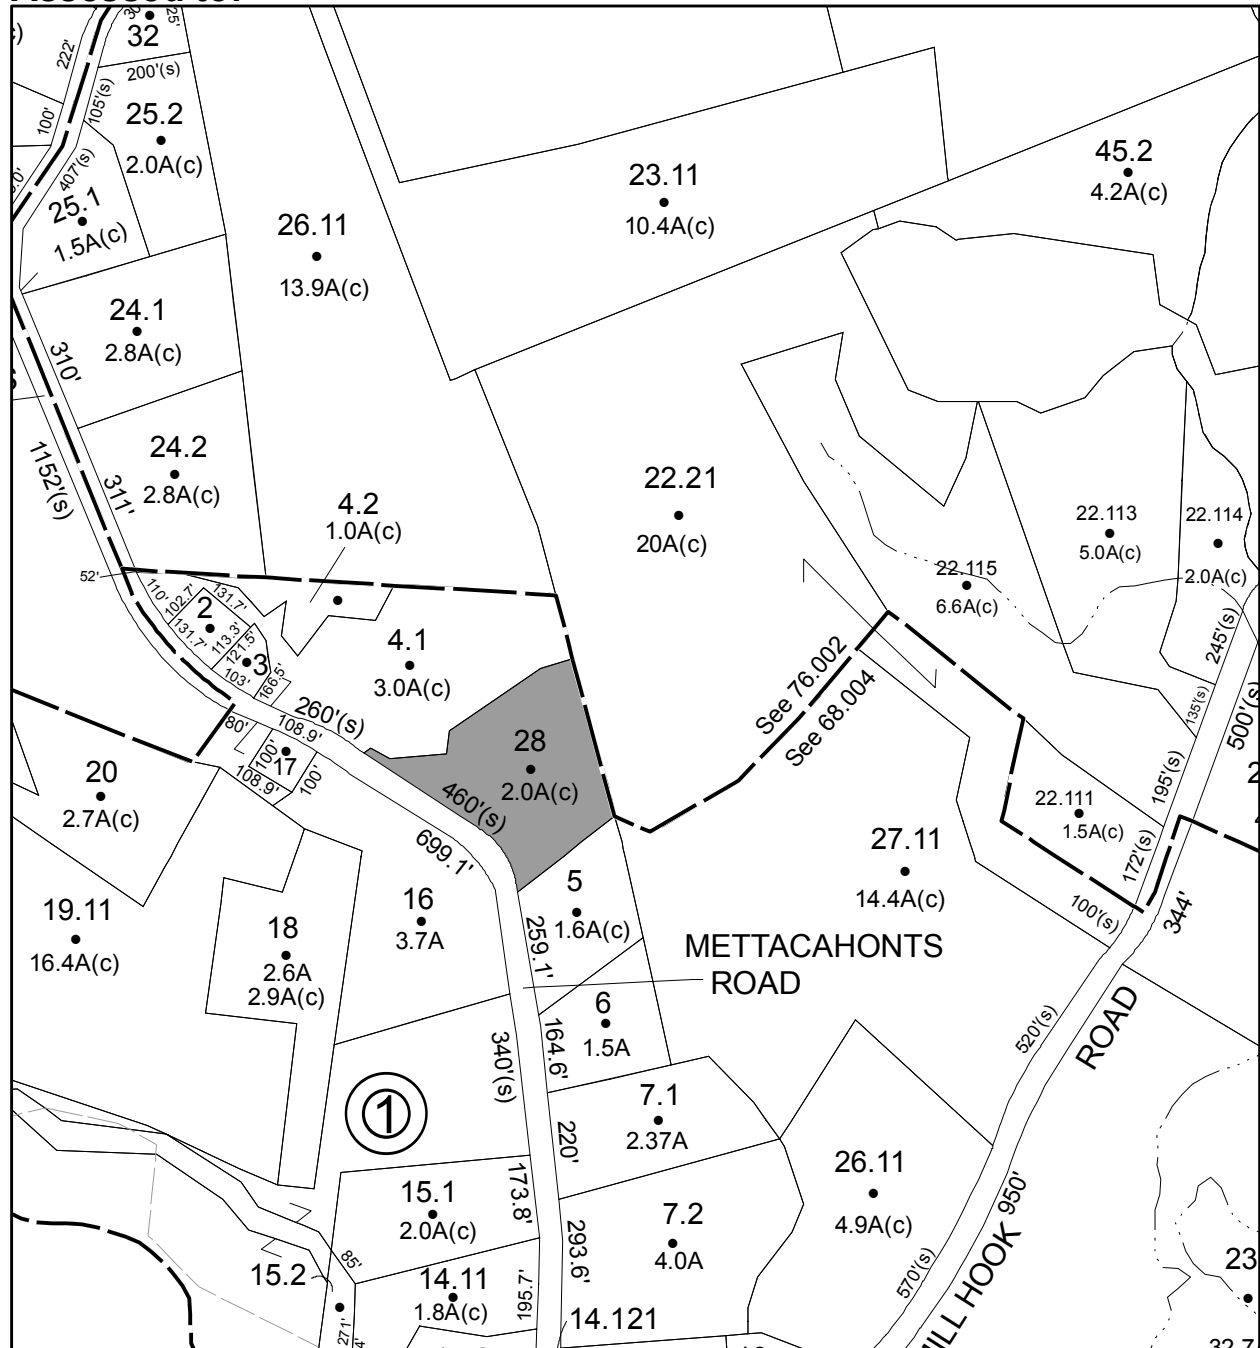 32
25'
222'
200'(s)
105'(s)
100'
25.2
2.0A(c)
407'(s)
25.1
1.5A(c)
23.11
10.4A(c)
45.2
4.2A(c)
26.11
13.9A(c)
24.1
2.8A(c)
310'
24.2
2.8A(c)
1152'(s)
311'
4.2
1.0A(c)
22.21
20A(c)
22.113
5.0A(c)
22.114
2.0A(c)
22.115
6.6A(c)
52'
110'
102.7'
131.7'
2
131.7'
113.3'
121.5'
3
103'
166.5'
4.1
3.0A(c)
245'(s)
135'(s)
500'(s)
See 76.002
See 68.004
260'(s)
108.9'
80'
100'
17
108.9'
100'
28
2.0A(c)
460'(s)
20
2.7A(c)
699.1'
195'(s)
22.111
1.5A(c)
172'(s)
27.11
14.4A(c)
100'(s)
344'
5
1.6A(c)
16
3.7A
19.11
16.4A(c)
18
2.6A
2.9A(c)
259.1'
METTACAHONTS
ROAD
6
1.5A
164.6'
340'(s)
520'(s)
ROAD
1
7.1
2.37A
220'
26.11
4.9A(c)
15.1
2.0A(c)
173.8'
7.2
4.0A
293.6'
950'
MILL HOOK
570'(s)
23
85'
15.2
14.11
1.8A(c)
195.7'
271'
14.121
32.7